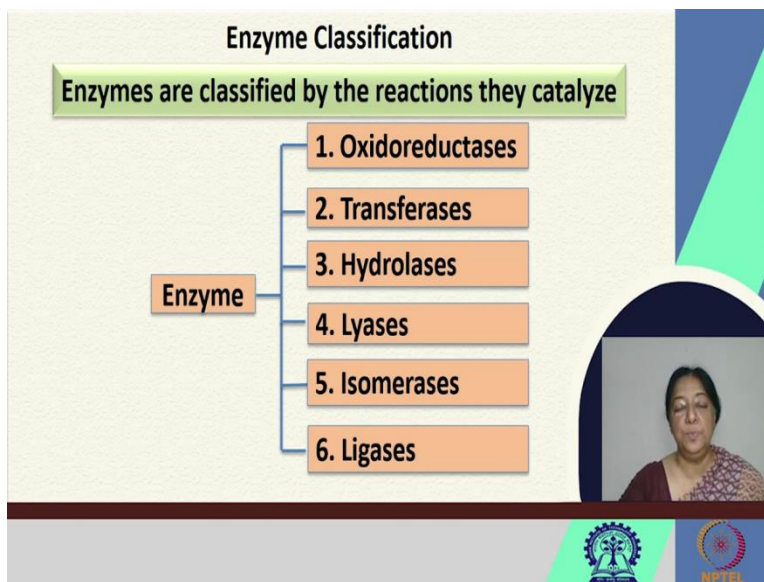 Enzyme Classification
Enzymes are classified by the reactions they catalyze
1. Oxidoreductases
2. Transferases
3. Hydrolases
Enzyme
4. Lyases
5. Isomerases
6. Ligases
NPTEL